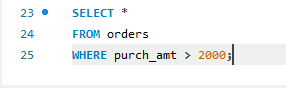 23 SELECT *
24 FROM orders
25 WHERE purch_amt > 2000;